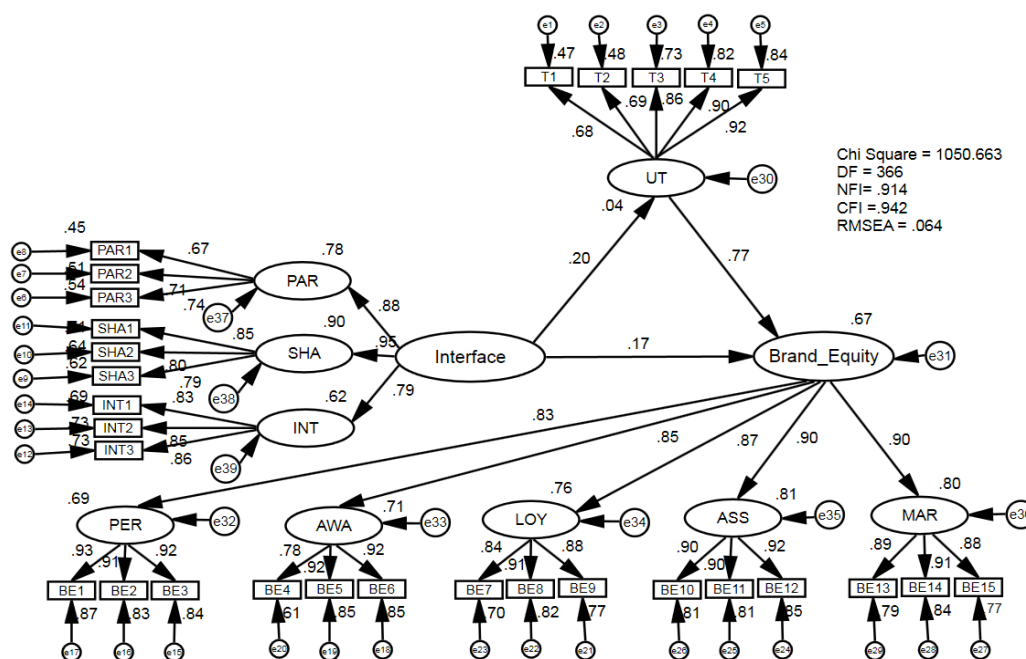 e1 e2 e3 e4 e5
.47 .48 .73 .82 .84
T1 T2 T3 T4 T5
.68 .69 .86 .90 .92
UT e30
.04
Chi Square = 1050.663
DF = 366
NFI= .914
CFI =.942
RMSEA = .064
.20 .77
.45
e8 PAR1 .67 .78
e7 .51 PAR2 PAR
e6 .54 PAR3 .71
.74 e37 .88
e11 SHA1 .85 .90
e10 .64 SHA2 SHA .95
e9 .62 SHA3 .80
.79 e38
Interface .17 Brand_Equity .67 e31
e14 .69 INT1 .83 .62 .79
e13 .73 INT2 INT
e12 .73 INT3 .85
.86 e39
.83 .85 .87 .90 .90
.69 .71 .76 .81 .80
PER e32 AWA e33 LOY e34 ASS e35 MAR
.93 .91 .92 .78 .92 .92 .84 .91 .88 .90 .90 .92 .89 .91 .88
BE1 BE2 BE3 BE4 BE5 BE6 BE7 BE8 BE9 BE10 BE11 BE12 BE13 BE14 BE15
.87 .83 .84 .61 .85 .85 .70 .82 .77 .81 .81 .85 .79 .84 .77
e17 e16 e15 e20 e19 e18 e23 e22 e21 e26 e25 e24 e29 e28 e27